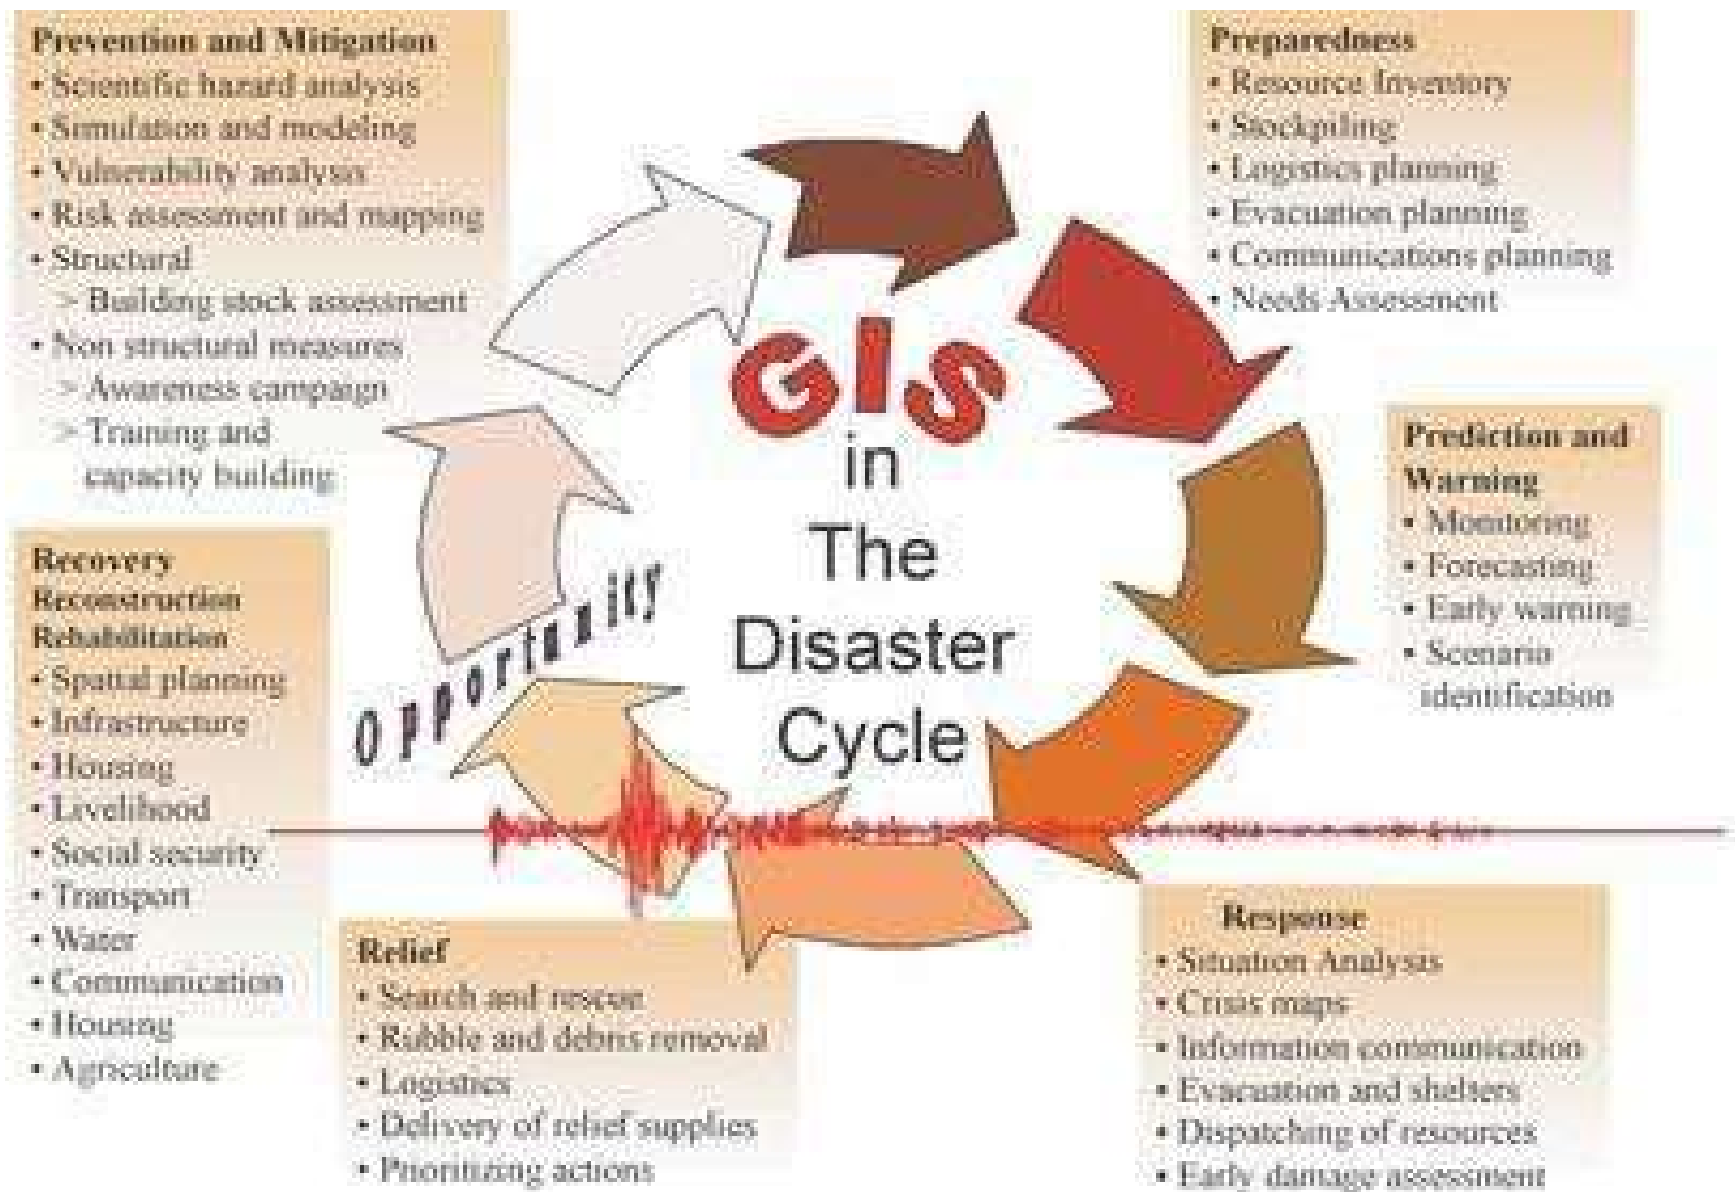 Prevention and Mitigation
• Scientific hazard analysis
• Simulation and modeling
• Vulnerability analysis
• Risk assessment and mapping
• Structural
> Building stock assessment
• Non structural measures
> Awareness campaign
> Training and
capacity building
Preparedness
• Resource Inventory
• Stockpiling
• Logistics planning
• Evacuation planning
• Communications planning
• Needs Assessment
GIS
in
The
Disaster
Cycle
Prediction and
Warning
• Monitoring
• Forecasting
• Early warning
• Scenario
identification
Opportunity
Recovery
Reconstruction
Rehabilitation
• Spatial planning
• Infrastructure
• Housing
• Livelihood
• Social security
• Transport
• Water
• Communication
• Housing
• Agriculture
Relief
• Search and rescue
• Rubble and debris removal
• Logistics
• Delivery of relief supplies
• Prioritizing actions
Response
• Situation Analysis
• Crisis maps
• Information communication
• Evacuation and shelters
• Dispatching of resources
• Early damage assessment